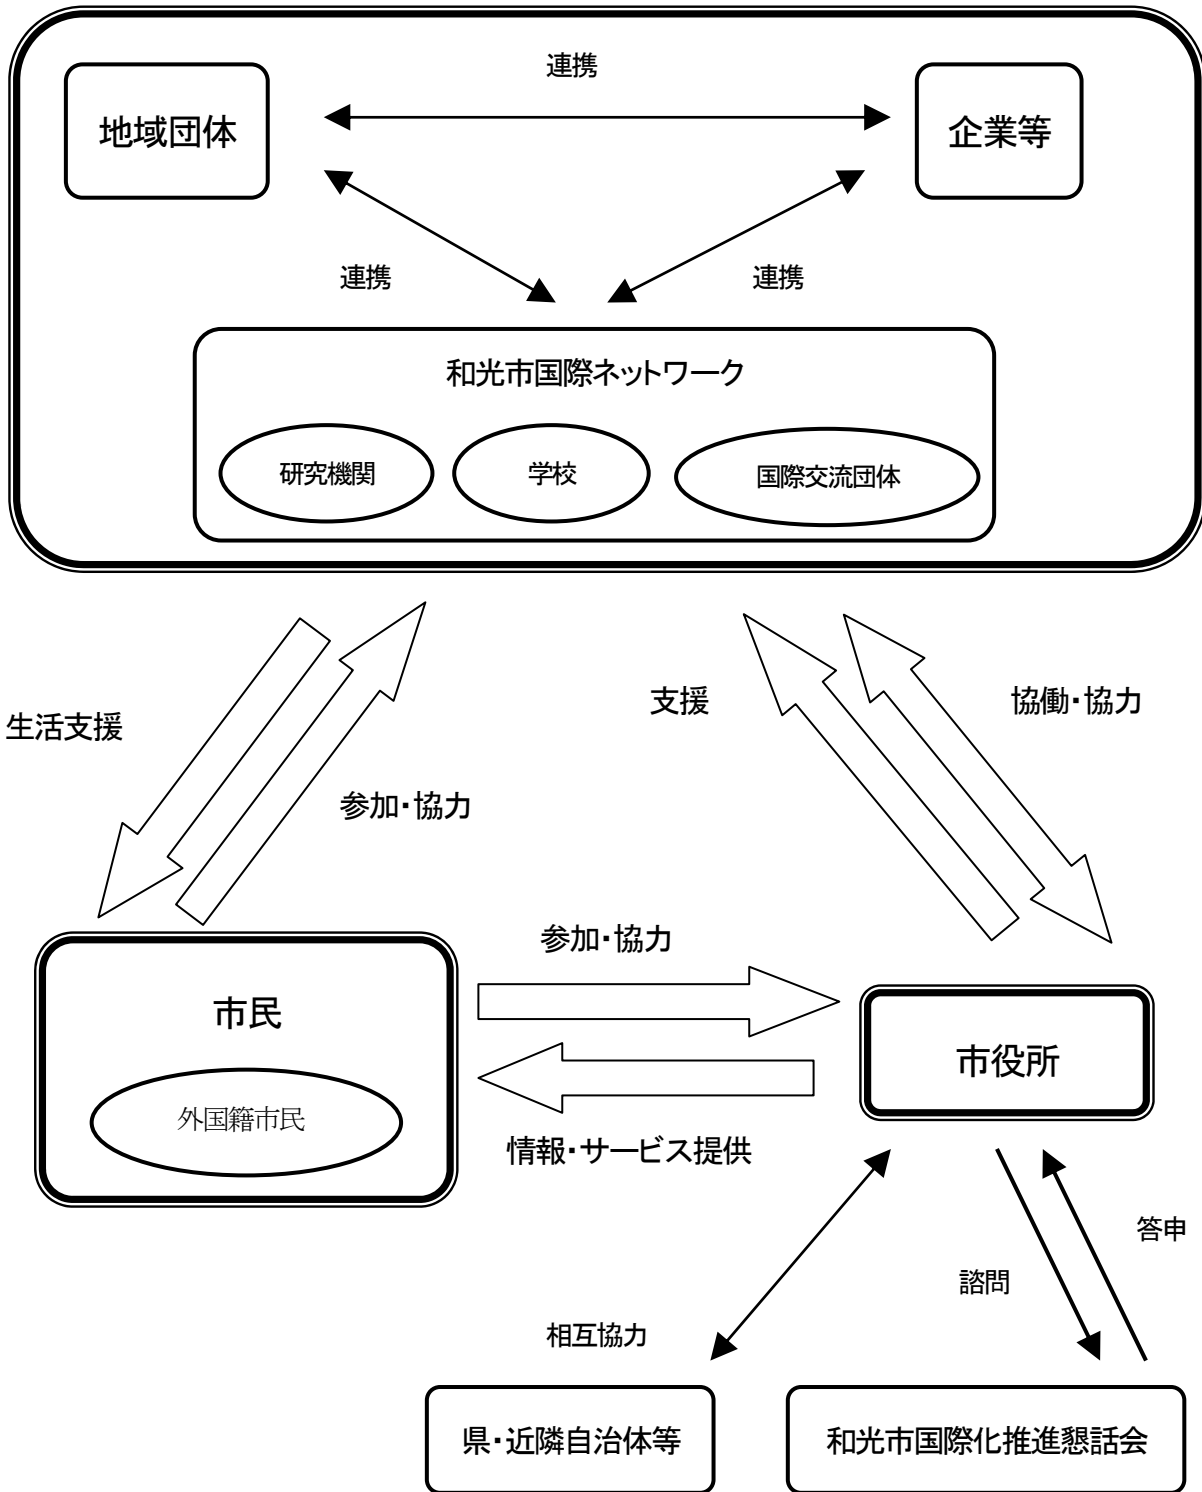 連携
地域団体
企業等
連携
連携
和光市国際ネットワーク
研究機関
学校
国際交流団体
生活支援
支援
協働・協力
参加・協力
参加・協力
市民
市役所
外国籍市民
情報・サービス提供
答申
諮問
相互協力
県・近隣自治体等
和光市国際化推進懇話会